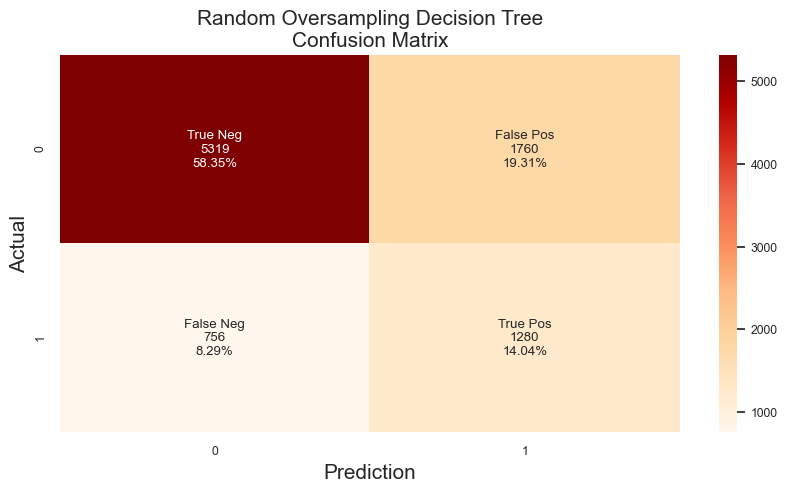 Random Oversampling Decision Tree
Confusion Matrix
True Neg
5319
58.35%
False Pos
1760
19.31%
False Neg
756
8.29%
True Pos
1280
14.04%
0
1
Actual
0
1
Prediction
5000
4000
3000
2000
1000